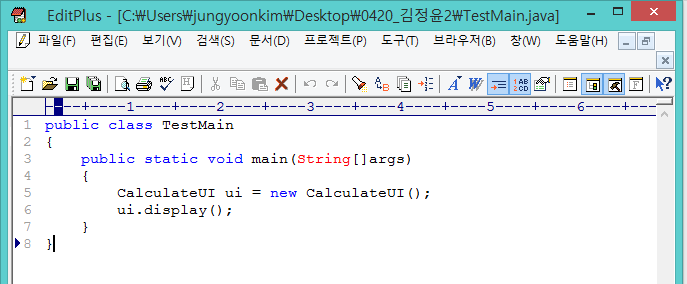 EditPlus - [C:₩Users₩jungyoonkim₩Desktop₩0420_김정윤2₩TestMain.java]
파일(F) 편집(E) 보기(V) 검색(S) 문서(D) 프로젝트(P) 도구(T) 브라우저(B) 창(W) 도움말(H)
----+----1----+----2----+----3----+----4----+----5----+----6----+---
1 public class TestMain
2 {
3     public static void main(String[]args)
4     {
5         CalculateUI ui = new CalculateUI();
6         ui.display();
7     }
8 }